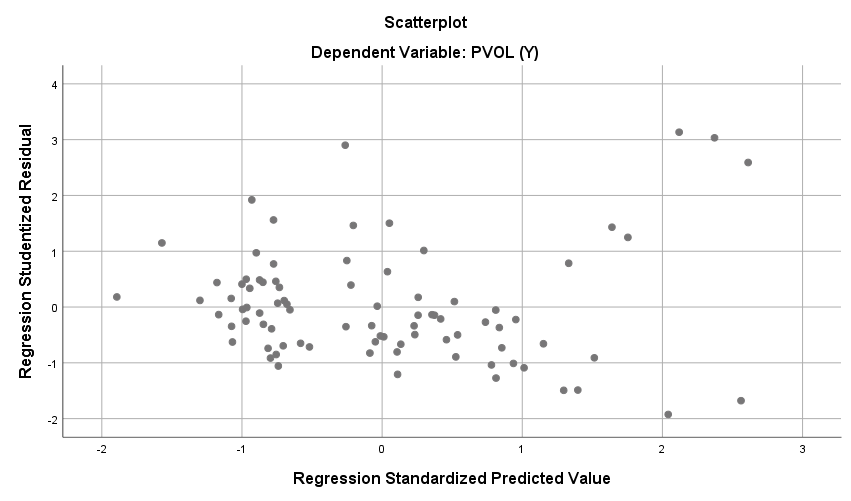 Scatterplot
Dependent Variable: PVOL (Y)
Regression Studentized Residual
4
3
2
1
0
-1
-2
-2 -1 0 1 2 3
Regression Standardized Predicted Value